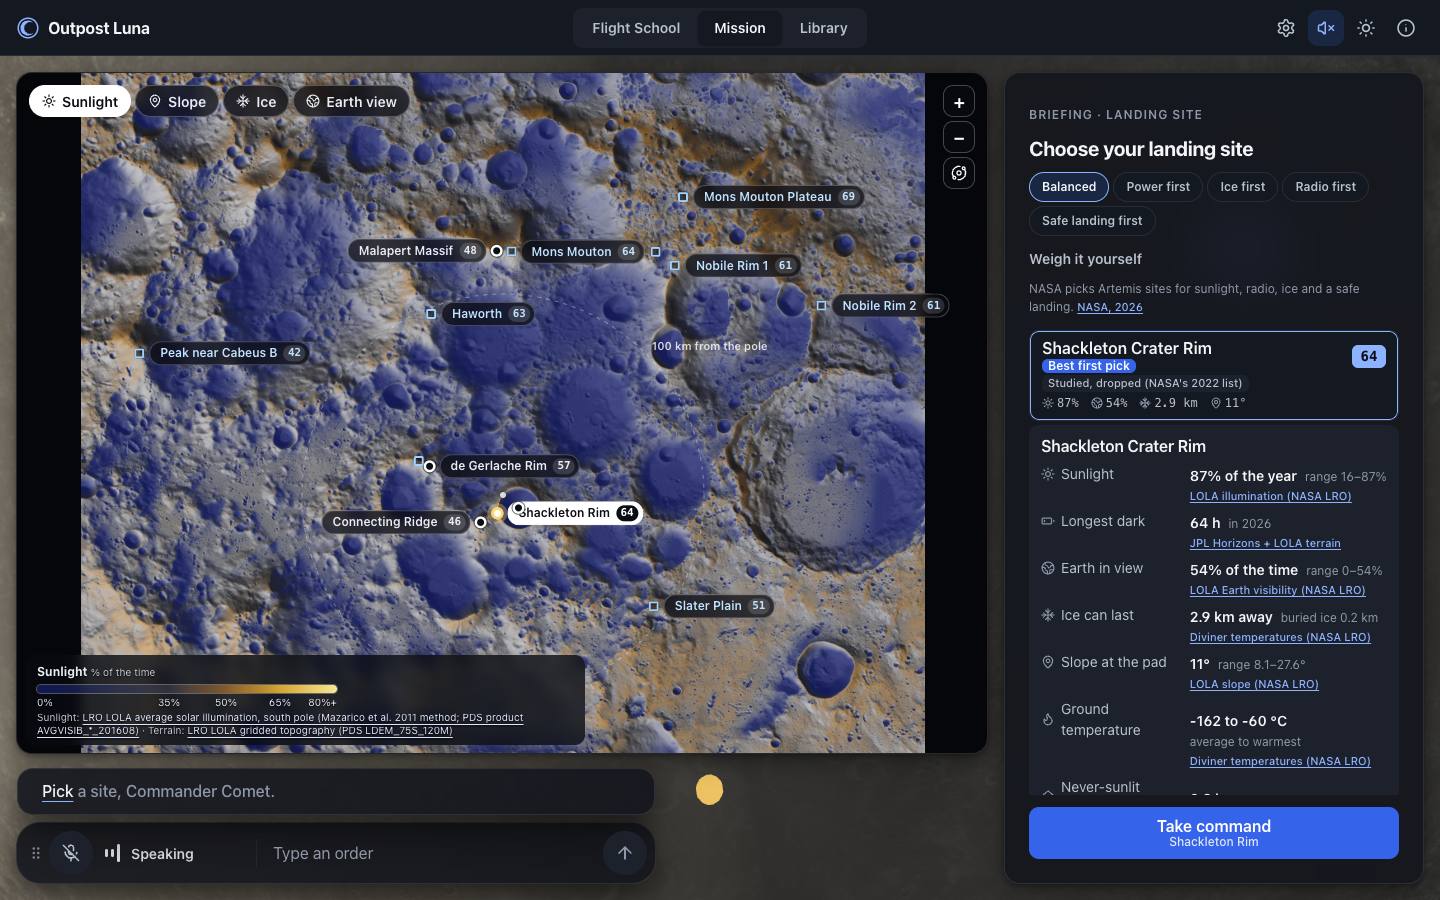 Outpost Luna
Flight School
Mission
Library
Sunlight
Slope
Ice
Earth view
+
−
Mons Mouton Plateau 69
Malapert Massif 48
Mons Mouton 64
Nobile Rim 1 61
Nobile Rim 2 61
Haworth 63
100 km from the pole
Peak near Cabeus B 42
de Gerlache Rim 57
Shackleton Rim 64
Connecting Ridge 46
Slater Plain 51
Sunlight % of the time
0% 35% 50% 65% 80%+
Sunlight: LRO LOLA average solar illumination, south pole (Mazarico et al. 2011 method; PDS product
AVGVISIB_*_201608) · Terrain: LRO LOLA gridded topography (PDS LDEM_75S_120M)
Pick a site, Commander Comet.
Speaking
Type an order
BRIEFING · LANDING SITE
Choose your landing site
Balanced
Power first
Ice first
Radio first
Safe landing first
Weigh it yourself
NASA picks Artemis sites for sunlight, radio, ice and a safe
landing. NASA, 2026
Shackleton Crater Rim
64
Best first pick
Studied, dropped (NASA's 2022 list)
87% 54% 2.9 km 11°
Shackleton Crater Rim
Sunlight 87% of the year range 16–87%
LOLA illumination (NASA LRO)
Longest dark 64 h in 2026
JPL Horizons + LOLA terrain
Earth in view 54% of the time range 0–54%
LOLA Earth visibility (NASA LRO)
Ice can last 2.9 km away buried ice 0.2 km
Diviner temperatures (NASA LRO)
Slope at the pad 11° range 8.1–27.6°
LOLA slope (NASA LRO)
Ground
temperature
-162 to -60 °C
average to warmest
Diviner temperatures (NASA LRO)
Never-sunlit
Take command
Shackleton Rim